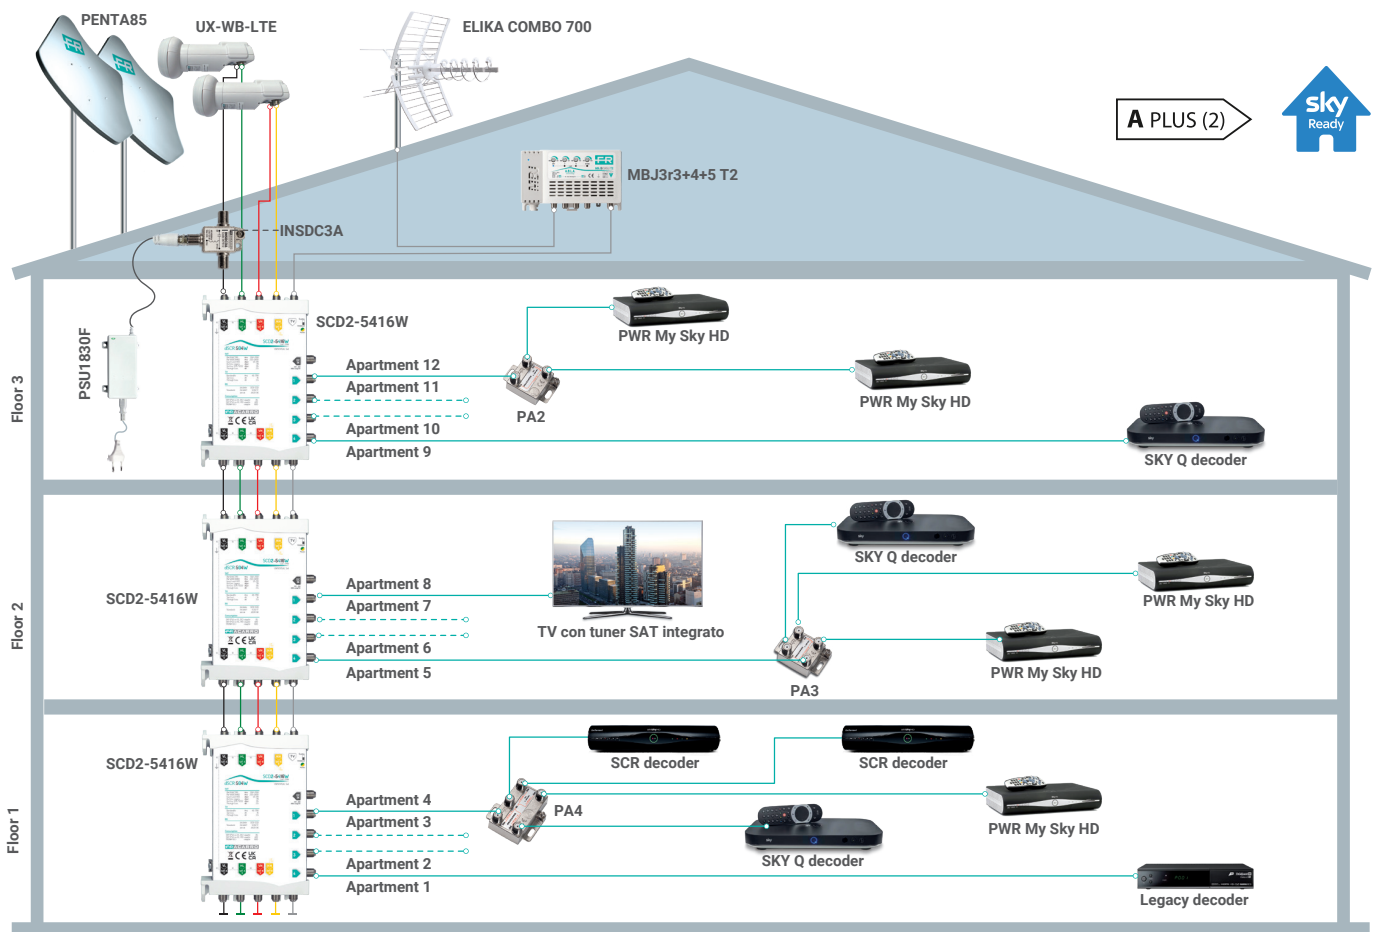 PENTA85
UX-WB-LTE
ELIKA COMBO 700
A PLUS (2)
sky
Ready
MBJ3r3+4+5 T2
INSDC3A
PSU1830F
SCD2-5416W
Floor 3
Apartment 12
Apartment 11
Apartment 10
Apartment 9
PA2
PWR My Sky HD
PWR My Sky HD
SKY Q decoder
Floor 2
SCD2-5416W
Apartment 8
Apartment 7
Apartment 6
Apartment 5
TV con tuner SAT integrato
SKY Q decoder
PWR My Sky HD
PWR My Sky HD
PA3
Floor 1
SCD2-5416W
Apartment 4
Apartment 3
Apartment 2
Apartment 1
PA4
SCR decoder
SCR decoder
PWR My Sky HD
SKY Q decoder
Legacy decoder